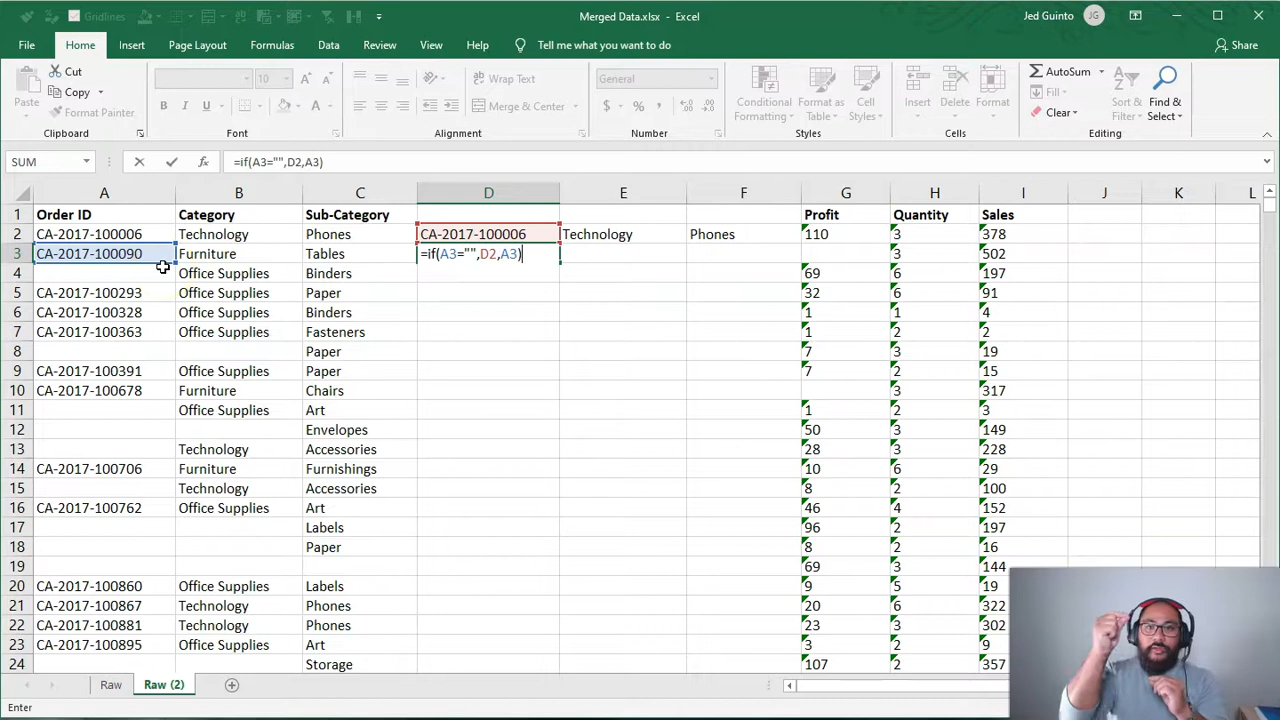 Gridlines
Merged Data.xlsx - Excel
Jed Guinto
JG
File Home Insert Page Layout Formulas Data Review View Help Tell me what you want to do Share
Paste
Cut
Copy
Format Painter
Clipboard
10
A A
B I U A
Font
Wrap Text
Merge & Center
Alignment
General
$ % ,
Number
Conditional Formatting
Format as Table
Cell Styles
Styles
Insert
Delete
Format
Cells
AutoSum
Fill
Clear
Sort & Filter
Find & Select
Editing
SUM fx =if(A3="",D2,A3)
A B C D E F G H I J K L
1 Order ID Category Sub-Category Profit Quantity Sales
2 CA-2017-100006 Technology Phones CA-2017-100006 Technology Phones 110 3 378
3 CA-2017-100090 Furniture Tables =if(A3="",D2,A3) 3 502
4 Office Supplies Binders 69 6 197
5 CA-2017-100293 Office Supplies Paper 32 6 91
6 CA-2017-100328 Office Supplies Binders 1 1 4
7 CA-2017-100363 Office Supplies Fasteners 1 2 2
8 Paper 7 3 19
9 CA-2017-100391 Office Supplies Paper 7 2 15
10 CA-2017-100678 Furniture Chairs 3 317
11 Office Supplies Art 1 2 3
12 Envelopes 50 3 149
13 Technology Accessories 28 3 228
14 CA-2017-100706 Furniture Furnishings 10 6 29
15 Technology Accessories 8 2 100
16 CA-2017-100762 Office Supplies Art 46 4 152
17 Labels 96 2 197
18 Paper 8 2 16
19 69 3 144
20 CA-2017-100860 Office Supplies Labels 9 5 19
21 CA-2017-100867 Technology Phones 20 6 322
22 CA-2017-100881 Technology Phones 23 3 302
23 CA-2017-100895 Office Supplies Art 3 2 9
24 Storage 107 2 357
Raw Raw (2)
Enter